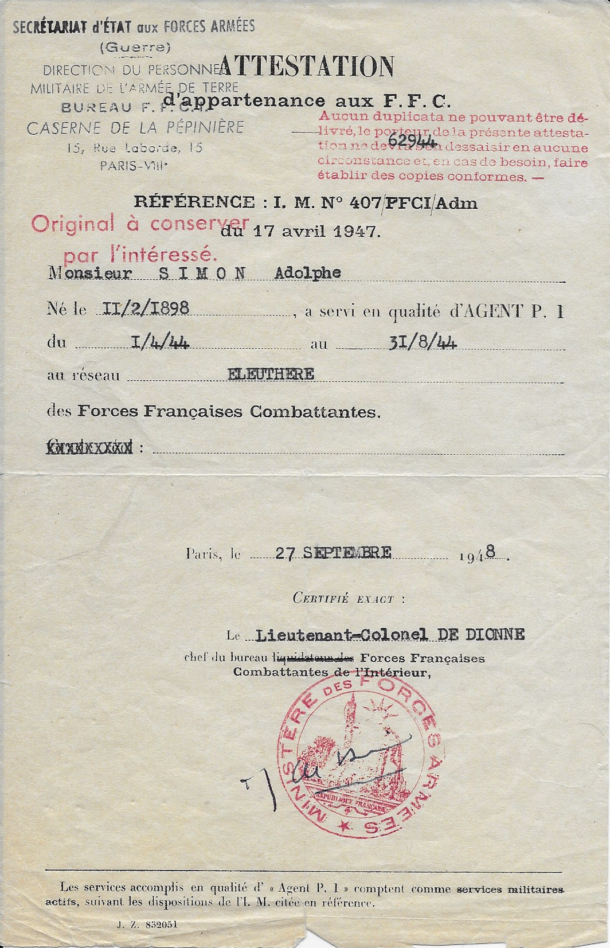 SECRÉTARIAT d'ÉTAT aux FORCES ARMÉES
(Guerre)
DIRECTION DU PERSONNEL
MILITAIRE DE L'ARMÉE DE TERRE
BUREAU F. F. C. I.
CASERNE DE LA PÉPINIÈRE
15, Rue Laborde, 15
PARIS-VIIIe
ATTESTATION
d'appartenance aux F. F. C.
62944
Aucun duplicata ne pouvant être dé-
livré, le porteur de la présente attesta-
tion ne devra s'en dessaisir en aucune
circonstance et, en cas de besoin, faire
établir des copies conformes. —
RÉFÉRENCE : I. M. N° 407/PFCI/Adm
du 17 avril 1947.
Original à conserver
par l'intéressé.
Monsieur S I M O N Adolphe
Né le II/2/I898 , a servi en qualité d'AGENT P. 1
du I/4/44 au 3I/8/44
au réseau ELEUTHERE
des Forces Françaises Combattantes.
:
Paris, le 27 SEPTEMBRE 1948.
CERTIFIÉ EXACT :
Le Lieutenant-Colonel DE DIONNE
chef du bureau liquidateur des Forces Françaises
Combattantes de l'Intérieur,
MINISTÈRE DES FORCES ARMÉES
RÉPUBLIQUE FRANÇAISE
Les services accomplis en qualité d' « Agent P. 1 » comptent comme services militaires
actifs, suivant les dispositions de l'I. M. citée en référence.
J. Z. 832051